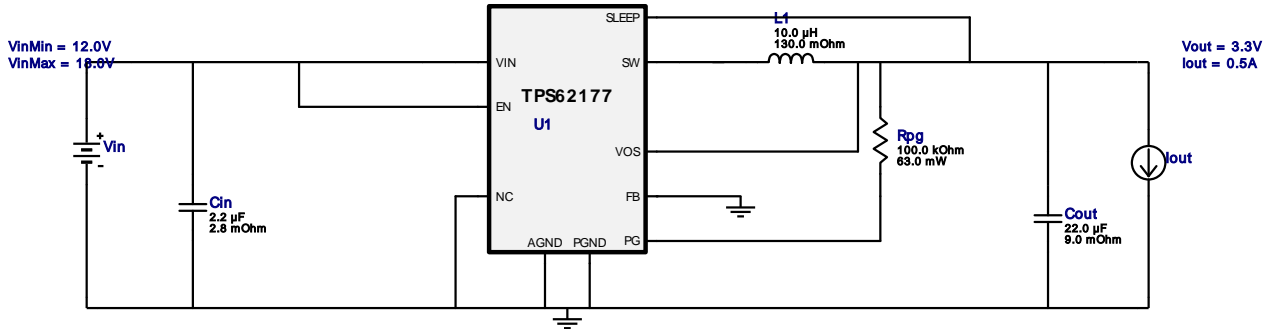 VinMin = 12.0V
VinMax = 18.0V
Vin
+
-
Cin
2.2 µF
2.8 mOhm
VIN
EN
NC
AGND
PGND
TPS62177
U1
SLEEP
SW
VOS
FB
PG
L1
10.0 µH
130.0 mOhm
Rpg
100.0 kOhm
63.0 mW
Cout
22.0 µF
9.0 mOhm
Vout = 3.3V
Iout = 0.5A
Iout